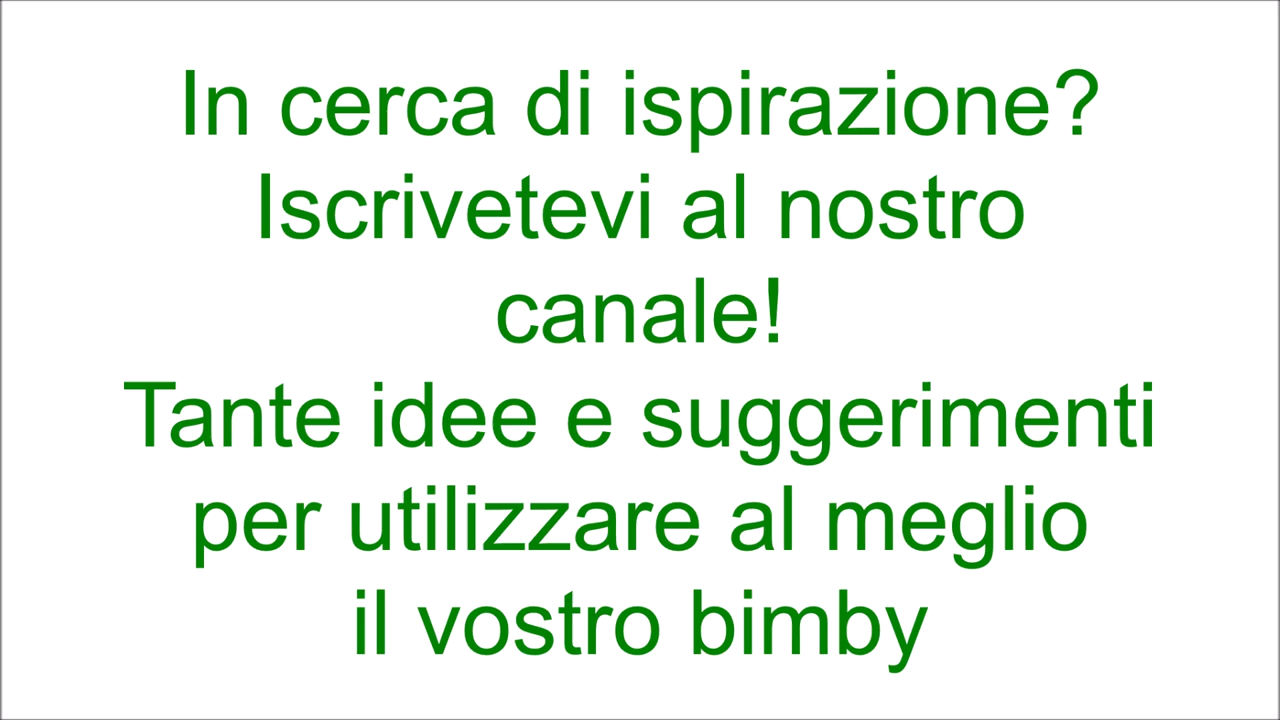 In cerca di ispirazione?
Iscrivetevi al nostro
canale!
Tante idee e suggerimenti
per utilizzare al meglio
il vostro bimby